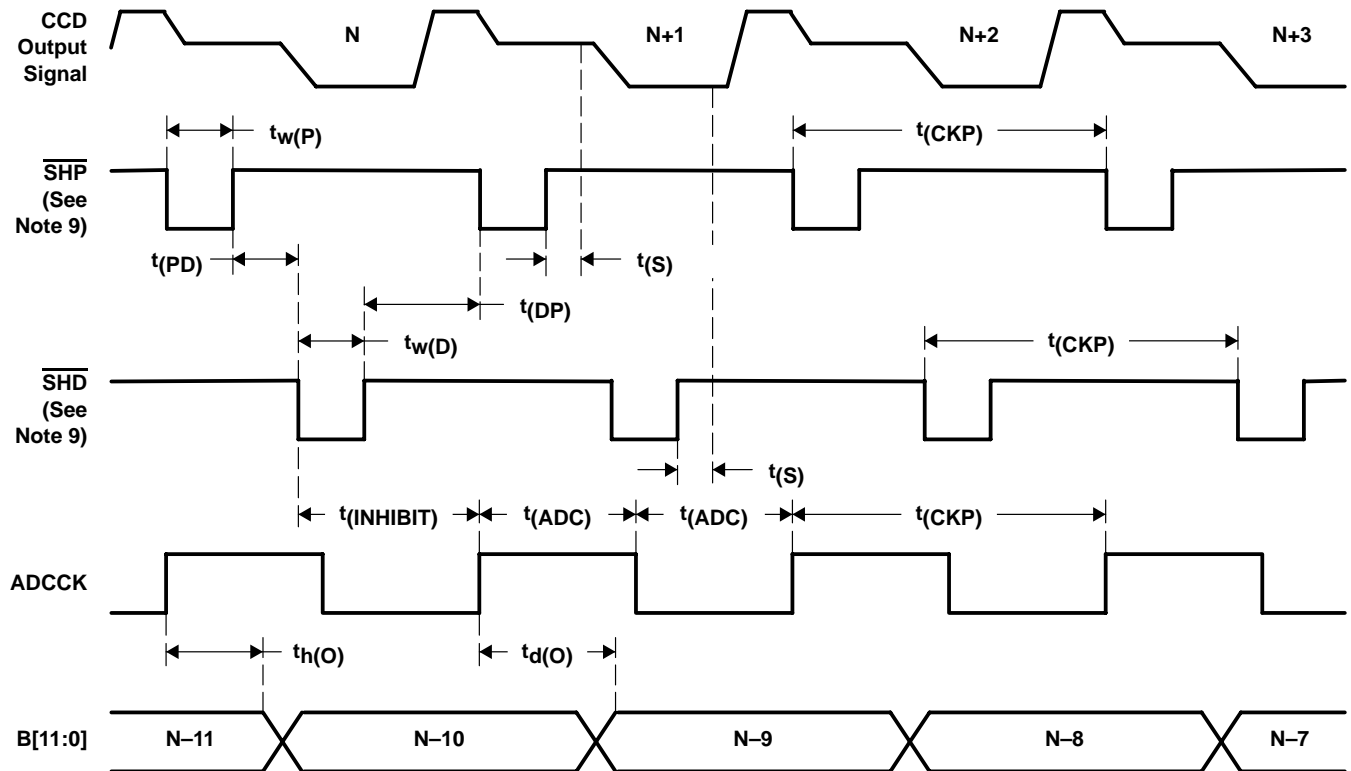 CCD
Output
Signal
N
N+1
N+2
N+3
tw(P)
t(CKP)
SHP
(See
Note 9)
t(PD)
t(S)
t(DP)
tw(D)
t(CKP)
SHD
(See
Note 9)
t(S)
t(INHIBIT)
t(ADC)
t(ADC)
t(CKP)
ADCCK
th(O)
td(O)
B[11:0]
N–11
N–10
N–9
N–8
N–7